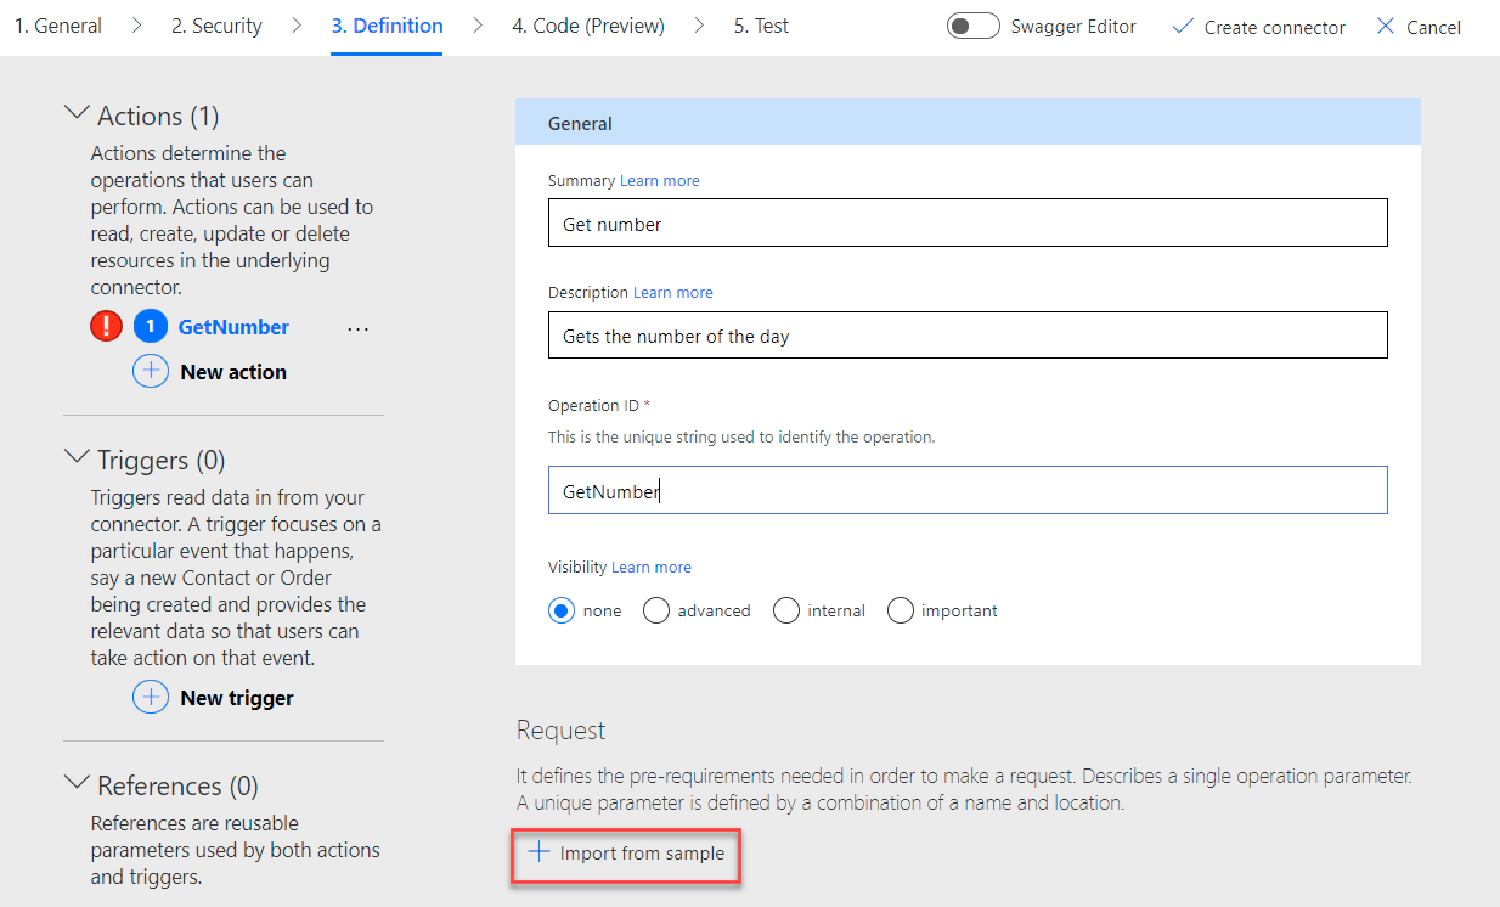 1. General > 2. Security > 3. Definition > 4. Code (Preview) > 5. Test Swagger Editor Create connector Cancel
Actions (1)
Actions determine the
operations that users can
perform. Actions can be used to
read, create, update or delete
resources in the underlying
connector.
! 1 GetNumber ...
New action
Triggers (0)
Triggers read data in from your
connector. A trigger focuses on a
particular event that happens,
say a new Contact or Order
being created and provides the
relevant data so that users can
take action on that event.
New trigger
References (0)
References are reusable
parameters used by both actions
and triggers.
General
Summary Learn more
Get number
Description Learn more
Gets the number of the day
Operation ID *
This is the unique string used to identify the operation.
GetNumber
Visibility Learn more
none advanced internal important
Request
It defines the pre-requirements needed in order to make a request. Describes a single operation parameter.
A unique parameter is defined by a combination of a name and location.
Import from sample